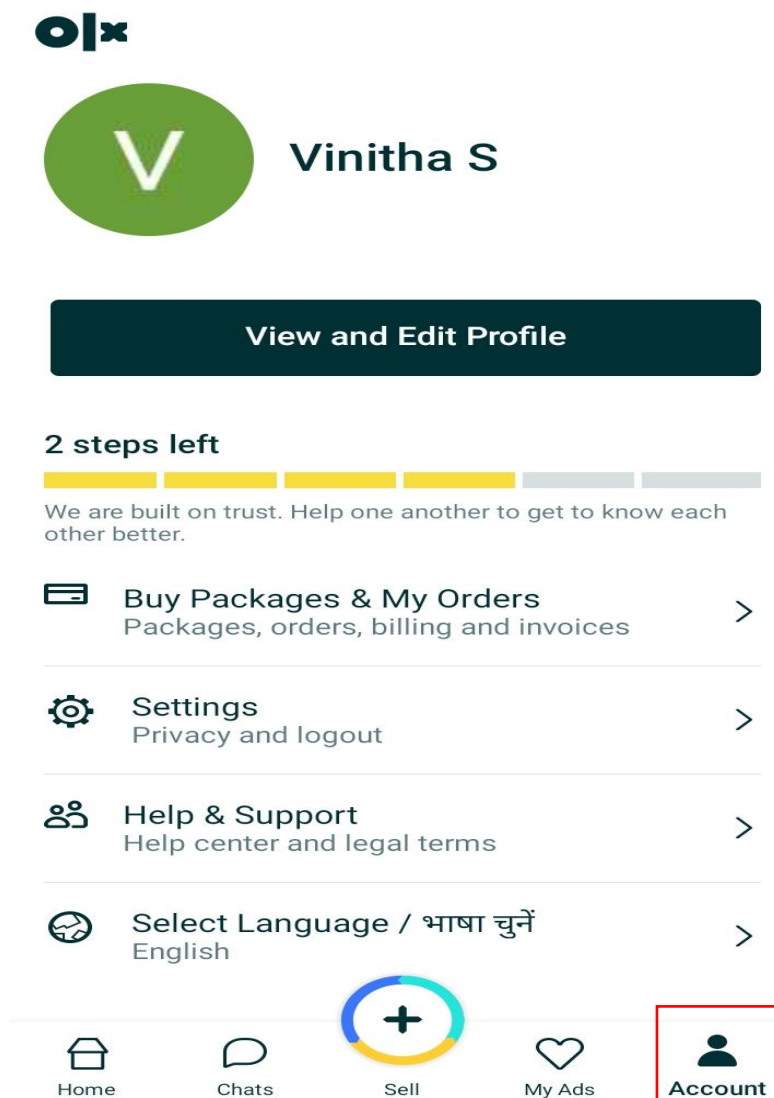 olx
V
Vinitha S
View and Edit Profile
2 steps left
We are built on trust. Help one another to get to know each
other better.
Buy Packages & My Orders
Packages, orders, billing and invoices
Settings
Privacy and logout
Help & Support
Help center and legal terms
Select Language / भाषा चुनें
English
Home Chats Sell My Ads Account